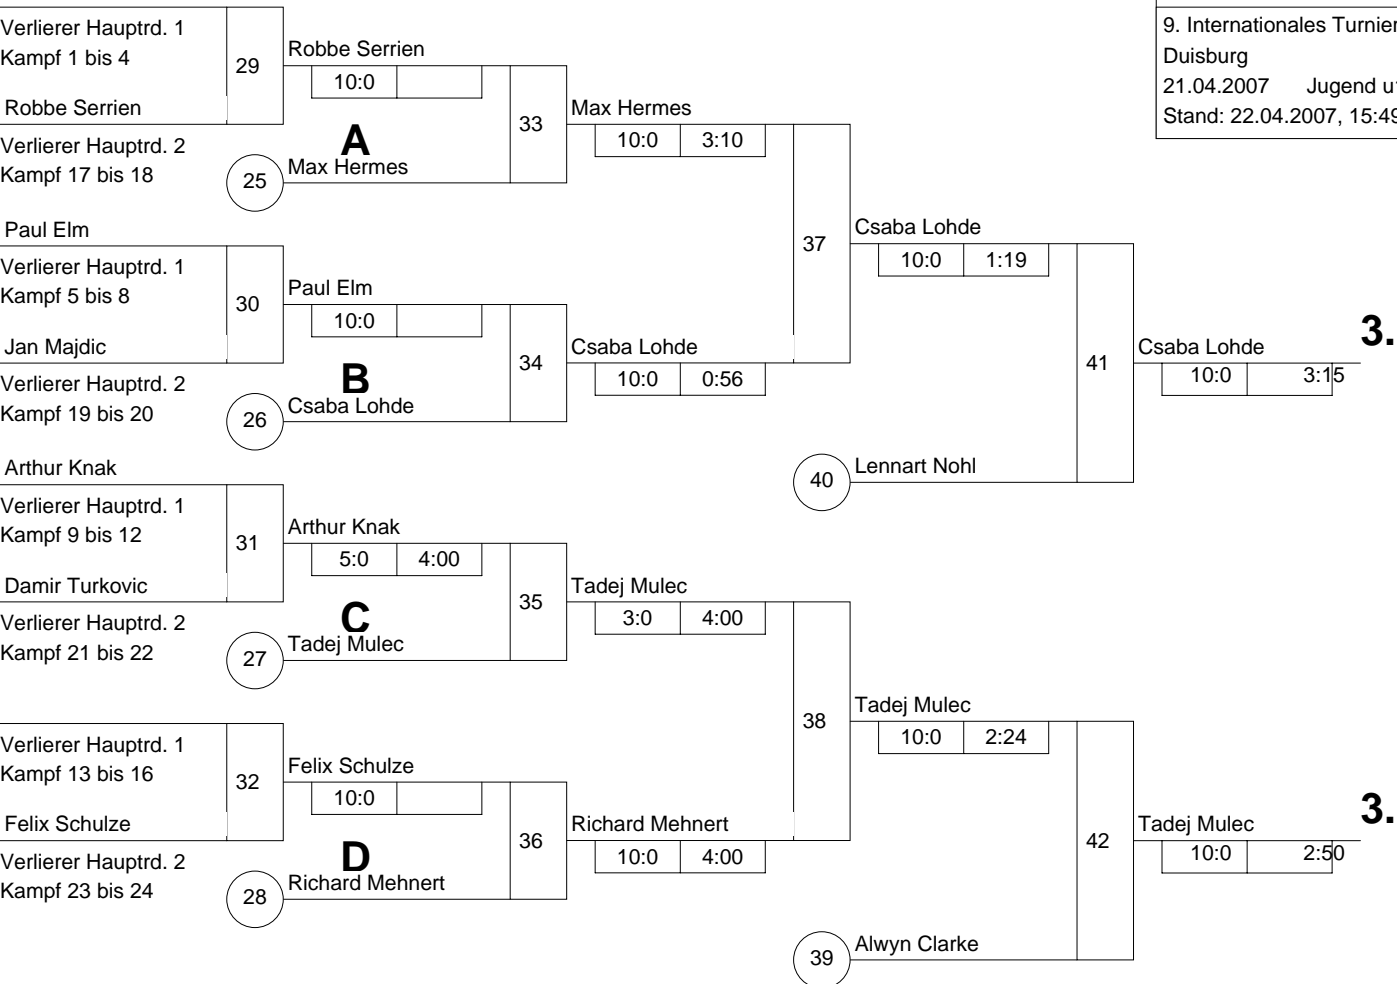 9. Internationales Turnier
Duisburg
21.04.2007 Jugend
Stand: 22.04.2007, 15:49
Verlierer Hauptrd. 1
Kampf 1 bis 4
29
Robbe Serrien
10:0
Robbe Serrien
Verlierer Hauptrd. 2
Kampf 17 bis 18
A
25
Max Hermes
33
Max Hermes
10:0 3:10
Paul Elm
Verlierer Hauptrd. 1
Kampf 5 bis 8
30
Paul Elm
10:0
Jan Majdic
Verlierer Hauptrd. 2
Kampf 19 bis 20
B
26
Csaba Lohde
34
Csaba Lohde
10:0 0:56
37
Csaba Lohde
10:0 1:19
40
Lennart Nohl
41
Csaba Lohde
10:0 3:15
3.
Arthur Knak
Verlierer Hauptrd. 1
Kampf 9 bis 12
31
Arthur Knak
5:0 4:00
Damir Turkovic
Verlierer Hauptrd. 2
Kampf 21 bis 22
C
27
Tadej Mulec
35
Tadej Mulec
3:0 4:00
Verlierer Hauptrd. 1
Kampf 13 bis 16
32
Felix Schulze
10:0
Felix Schulze
Verlierer Hauptrd. 2
Kampf 23 bis 24
D
28
Richard Mehnert
36
Richard Mehnert
10:0 4:00
38
Tadej Mulec
10:0 2:24
39
Alwyn Clarke
42
Tadej Mulec
10:0 2:50
3.